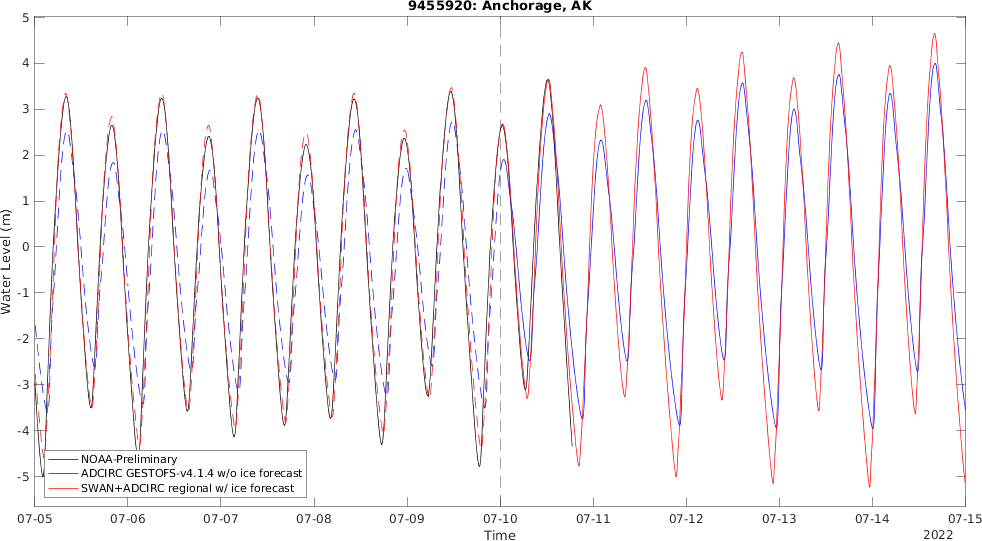 9455920: Anchorage, AK
5
4
3
2
1
0
-1
-2
-3
-4
-5
Water Level (m)
NOAA-Preliminary
ADCIRC GESTOFS-v4.1.4 w/o ice forecast
SWAN+ADCIRC regional w/ ice forecast
07-05 07-06 07-07 07-08 07-09 07-10 07-11 07-12 07-13 07-14 07-15
Time
2022